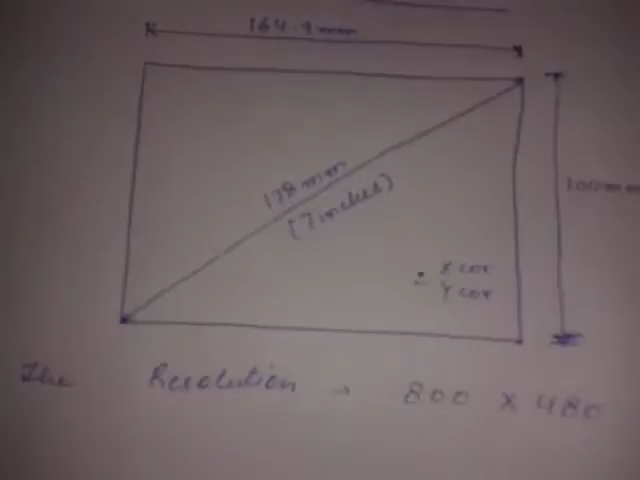 164.9 mm
178 mm
(7 inches)
100mm
X cor
Y cor
The Resolution → 800 X 480